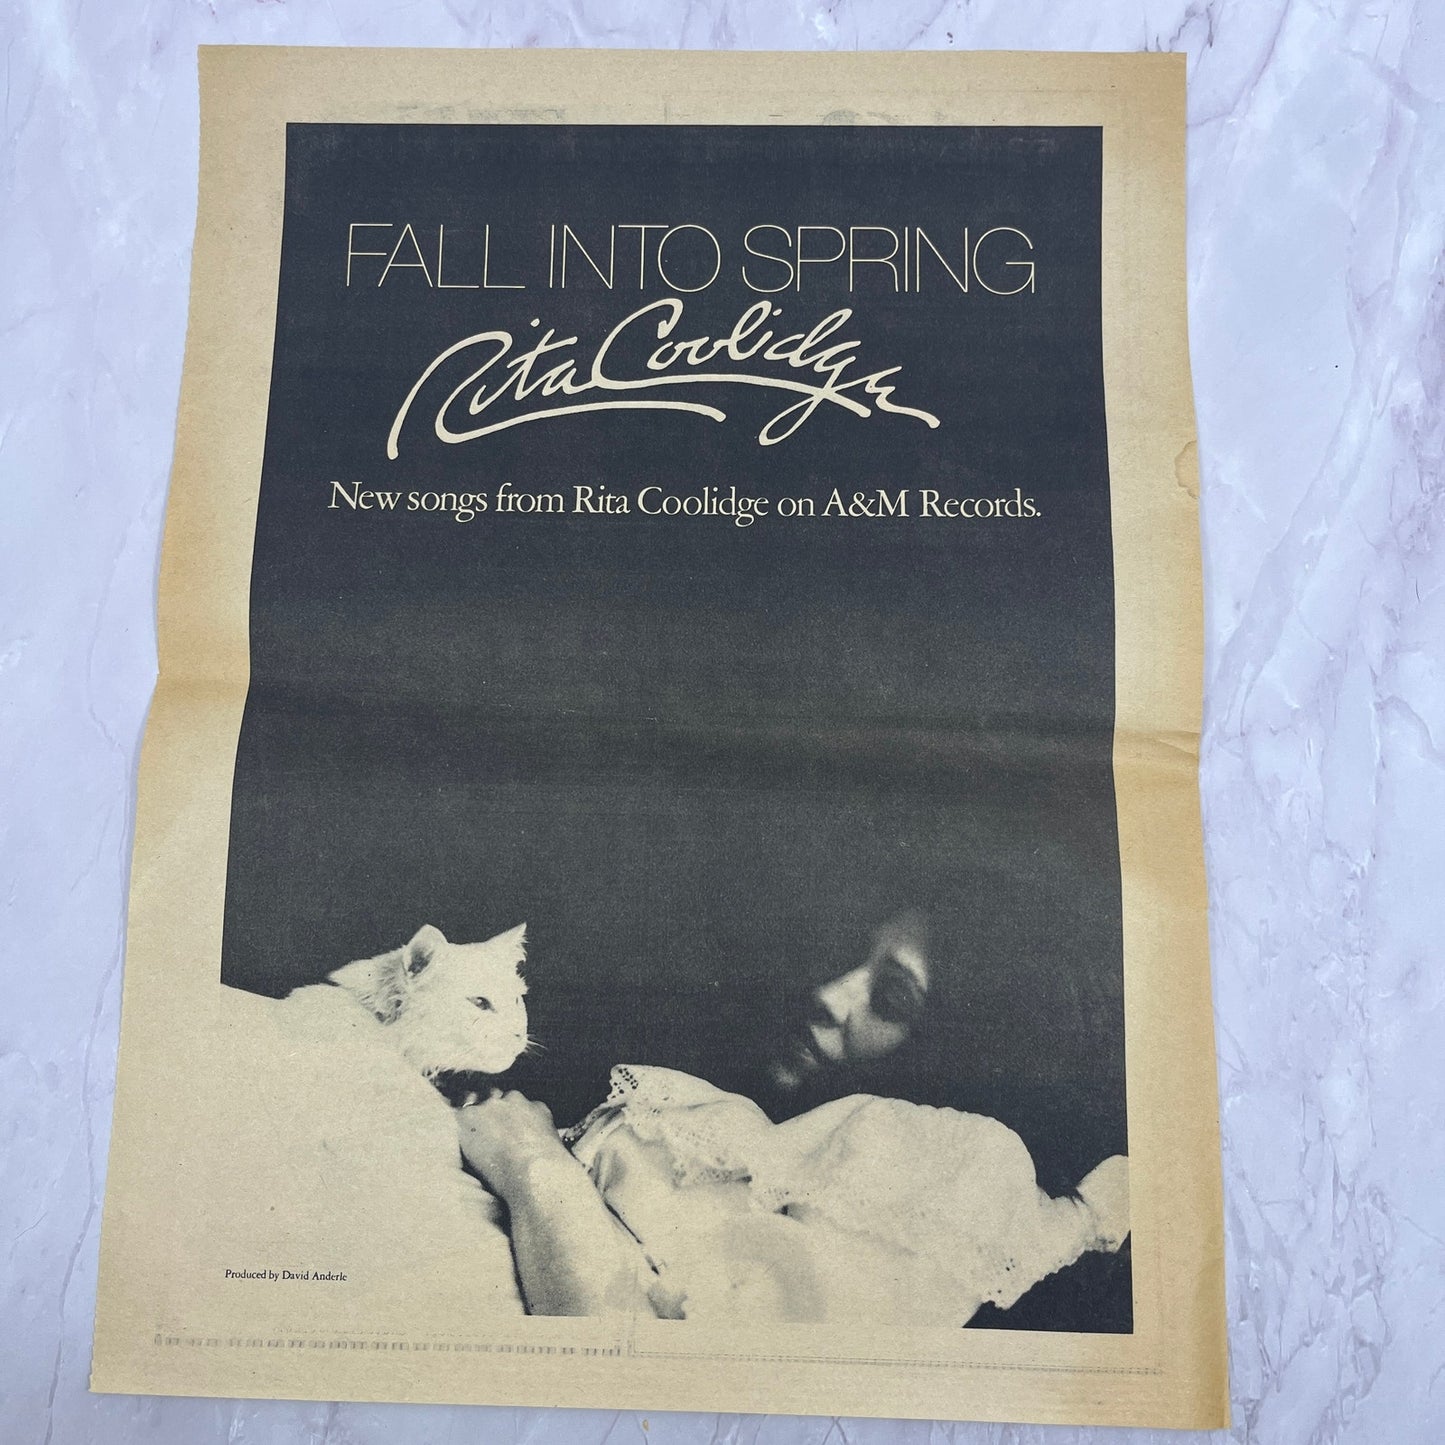 FALL INTO SPRING
Rita Coolidge
New songs from Rita Coolidge on A&M Records.
Produced by David Anderle